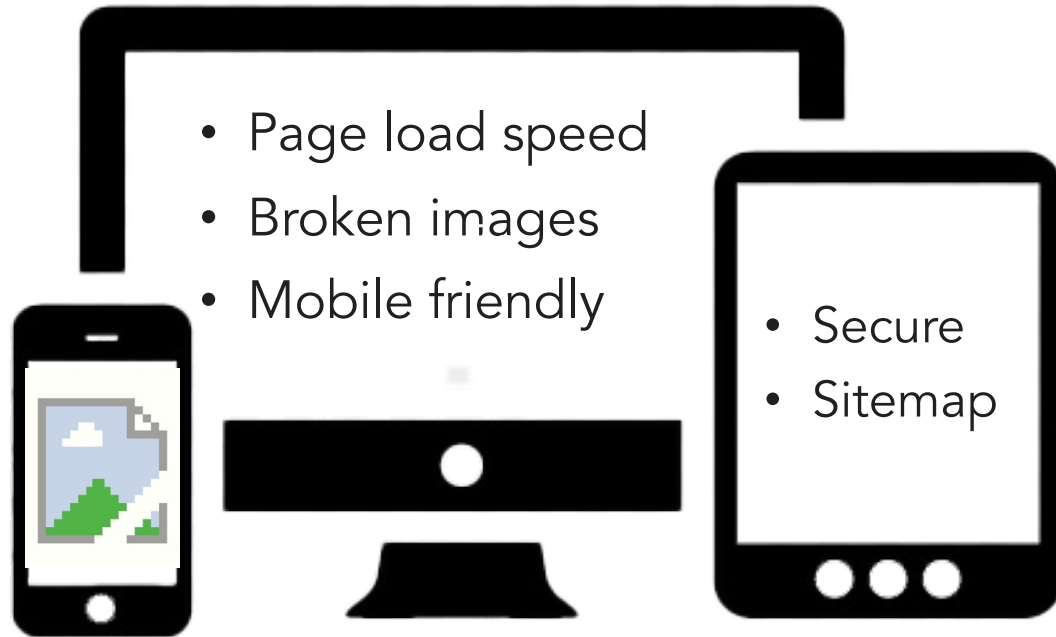 • Page load speed
• Broken images
• Mobile friendly
• Secure
• Sitemap